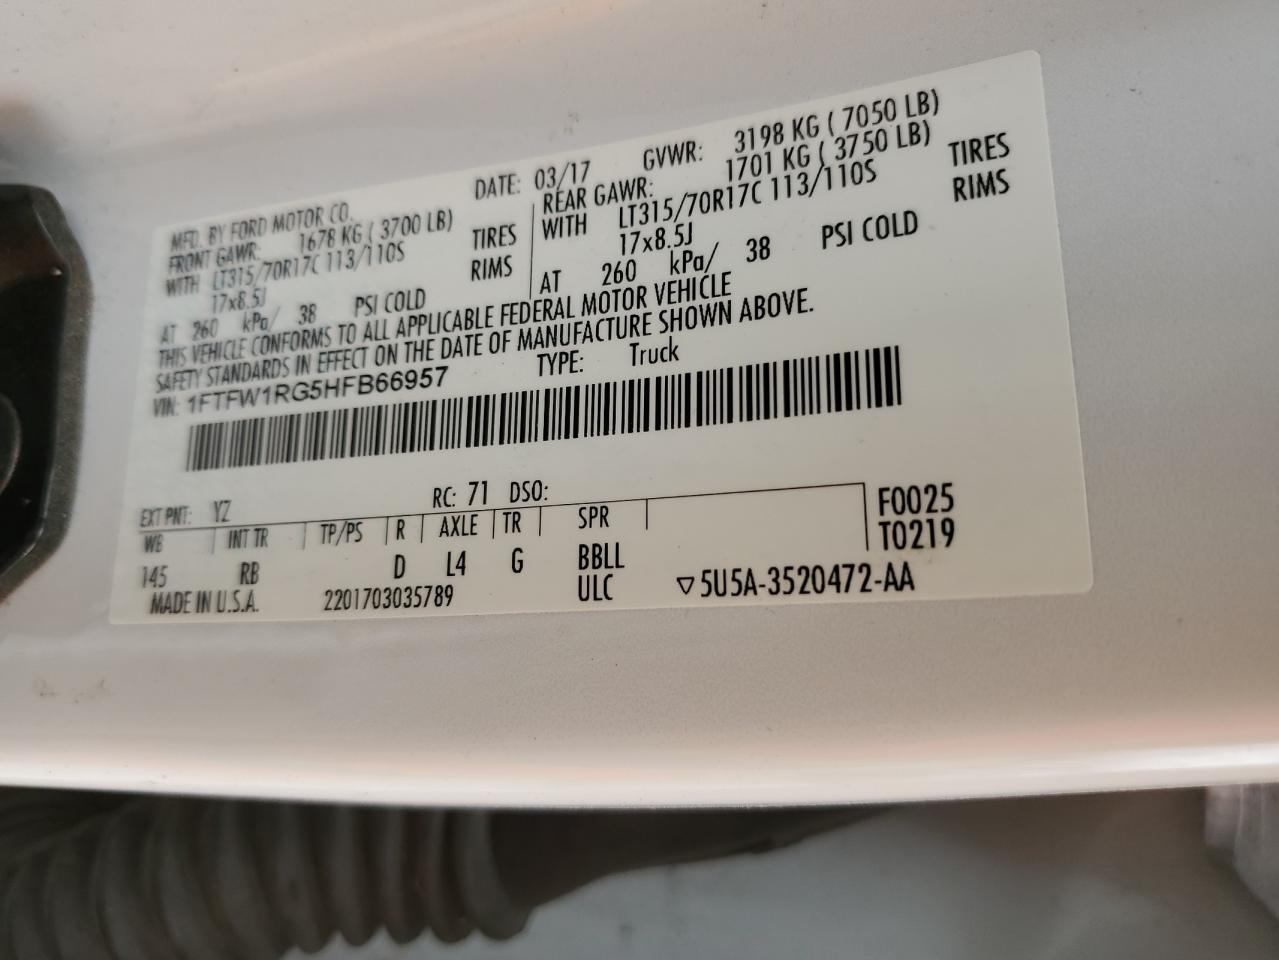 MFD. BY FORD MOTOR CO. DATE: 03/17 GVWR: 3198 KG ( 7050 LB)
FRONT GAWR: 1678 KG ( 3700 LB) REAR GAWR: 1701 KG ( 3750 LB)
WITH LT315/70R17C 113/110S TIRES WITH LT315/70R17C 113/110S TIRES
17x8.5J RIMS 17x8.5J RIMS
AT 260 kPa/ 38 PSI COLD AT 260 kPa/ 38 PSI COLD
THIS VEHICLE CONFORMS TO ALL APPLICABLE FEDERAL MOTOR VEHICLE
SAFETY STANDARDS IN EFFECT ON THE DATE OF MANUFACTURE SHOWN ABOVE.
VIN: 1FTFW1RG5HFB66957 TYPE: Truck
EXT PNT: YZ RC: 71 DSO:
WB INT TR TP/PS R AXLE TR SPR F0025
145 RB D L4 G BBLL T0219
MADE IN U.S.A. 2201703035789 ULC ▽5U5A-3520472-AA